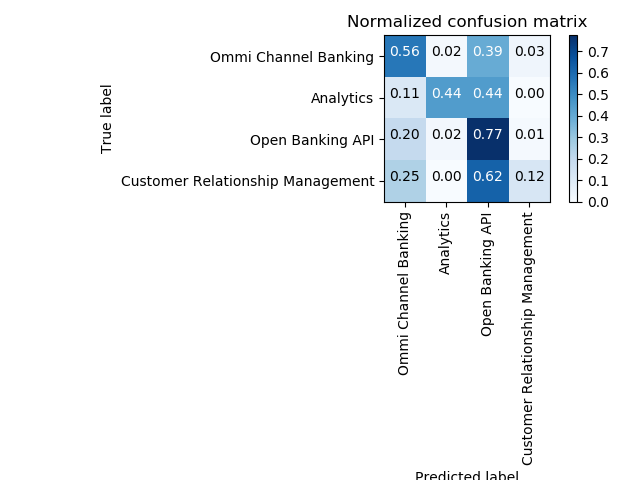 Normalized confusion matrix
True label
Ommi Channel Banking 0.56 0.02 0.39 0.03
Analytics 0.11 0.44 0.44 0.00
Open Banking API 0.20 0.02 0.77 0.01
Customer Relationship Management 0.25 0.00 0.62 0.12
0.7
0.6
0.5
0.4
0.3
0.2
0.1
0.0
Ommi Channel Banking
Analytics
Open Banking API
Customer Relationship Management
Predicted label